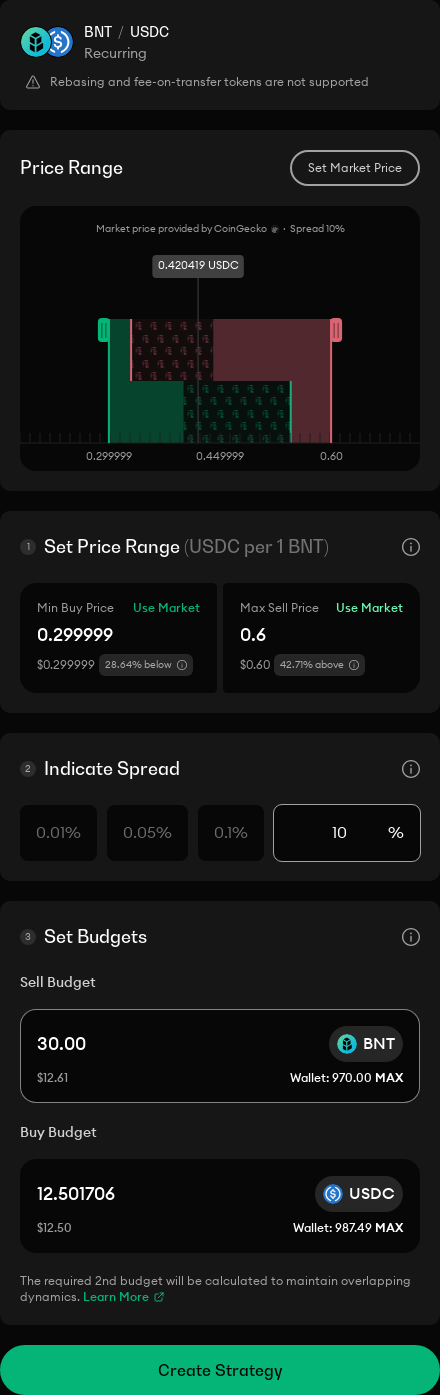 BNT / USDC
Recurring
Rebasing and fee-on-transfer tokens are not supported
Price Range
Set Market Price
Market price provided by CoinGecko · Spread 10%
0.420419 USDC
0.299999 0.449999 0.60
1 Set Price Range (USDC per 1 BNT)
Min Buy Price Use Market
0.299999
$0.299999 28.64% below
Max Sell Price Use Market
0.6
$0.60 42.71% above
2 Indicate Spread
0.01% 0.05% 0.1% 10 %
3 Set Budgets
Sell Budget
30.00 BNT
$12.61 Wallet: 970.00 MAX
Buy Budget
12.501706 USDC
$12.50 Wallet: 987.49 MAX
The required 2nd budget will be calculated to maintain overlapping
dynamics. Learn More
Create Strategy